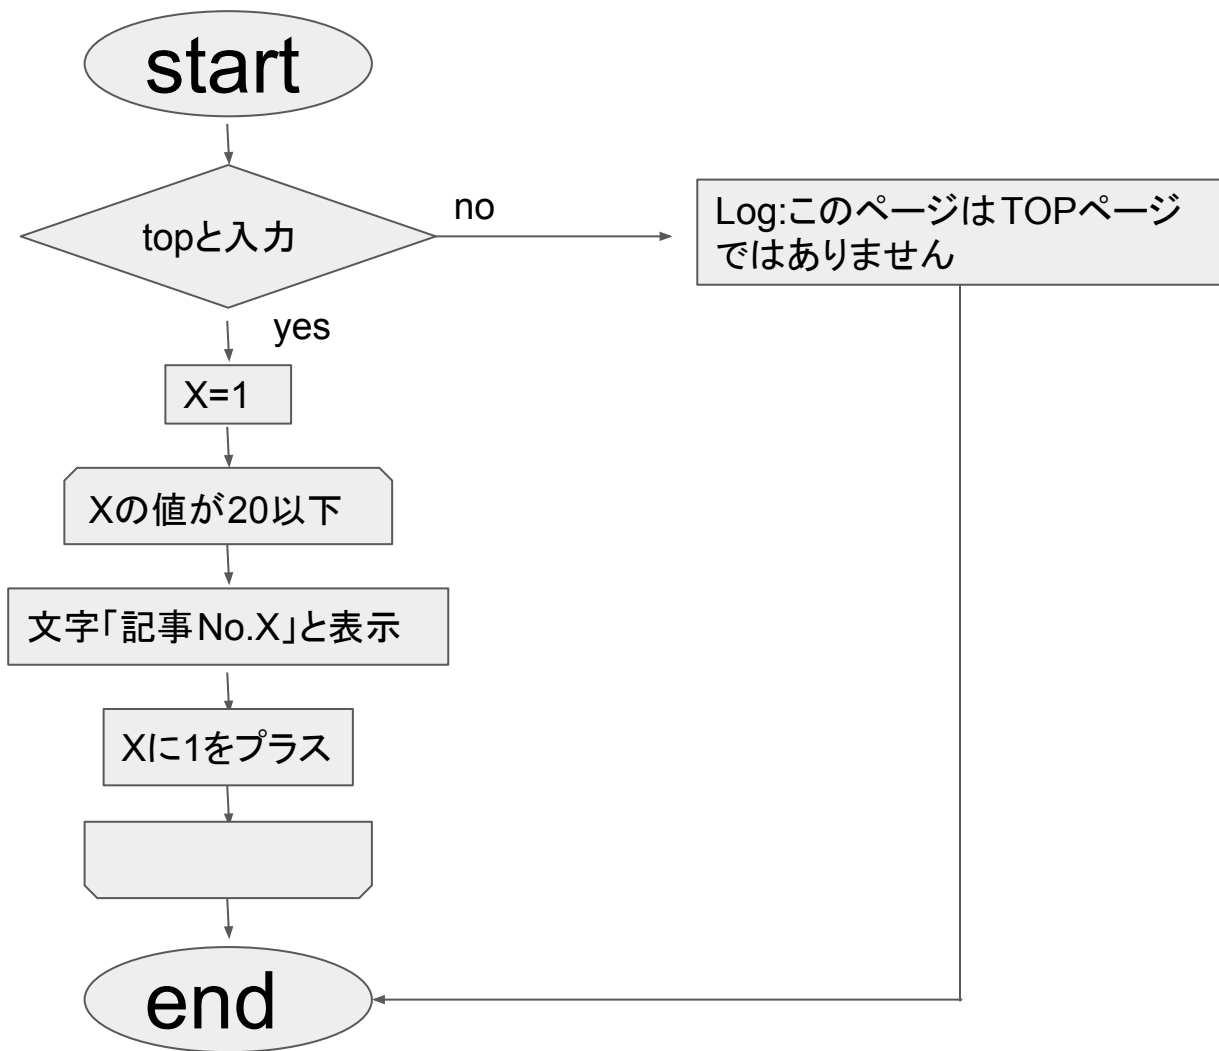 start
topと入力
no
Log:このページはTOPページ
ではありません
yes
X=1
Xの値が20以下
文字「記事No.X」と表示
Xに1をプラス
end